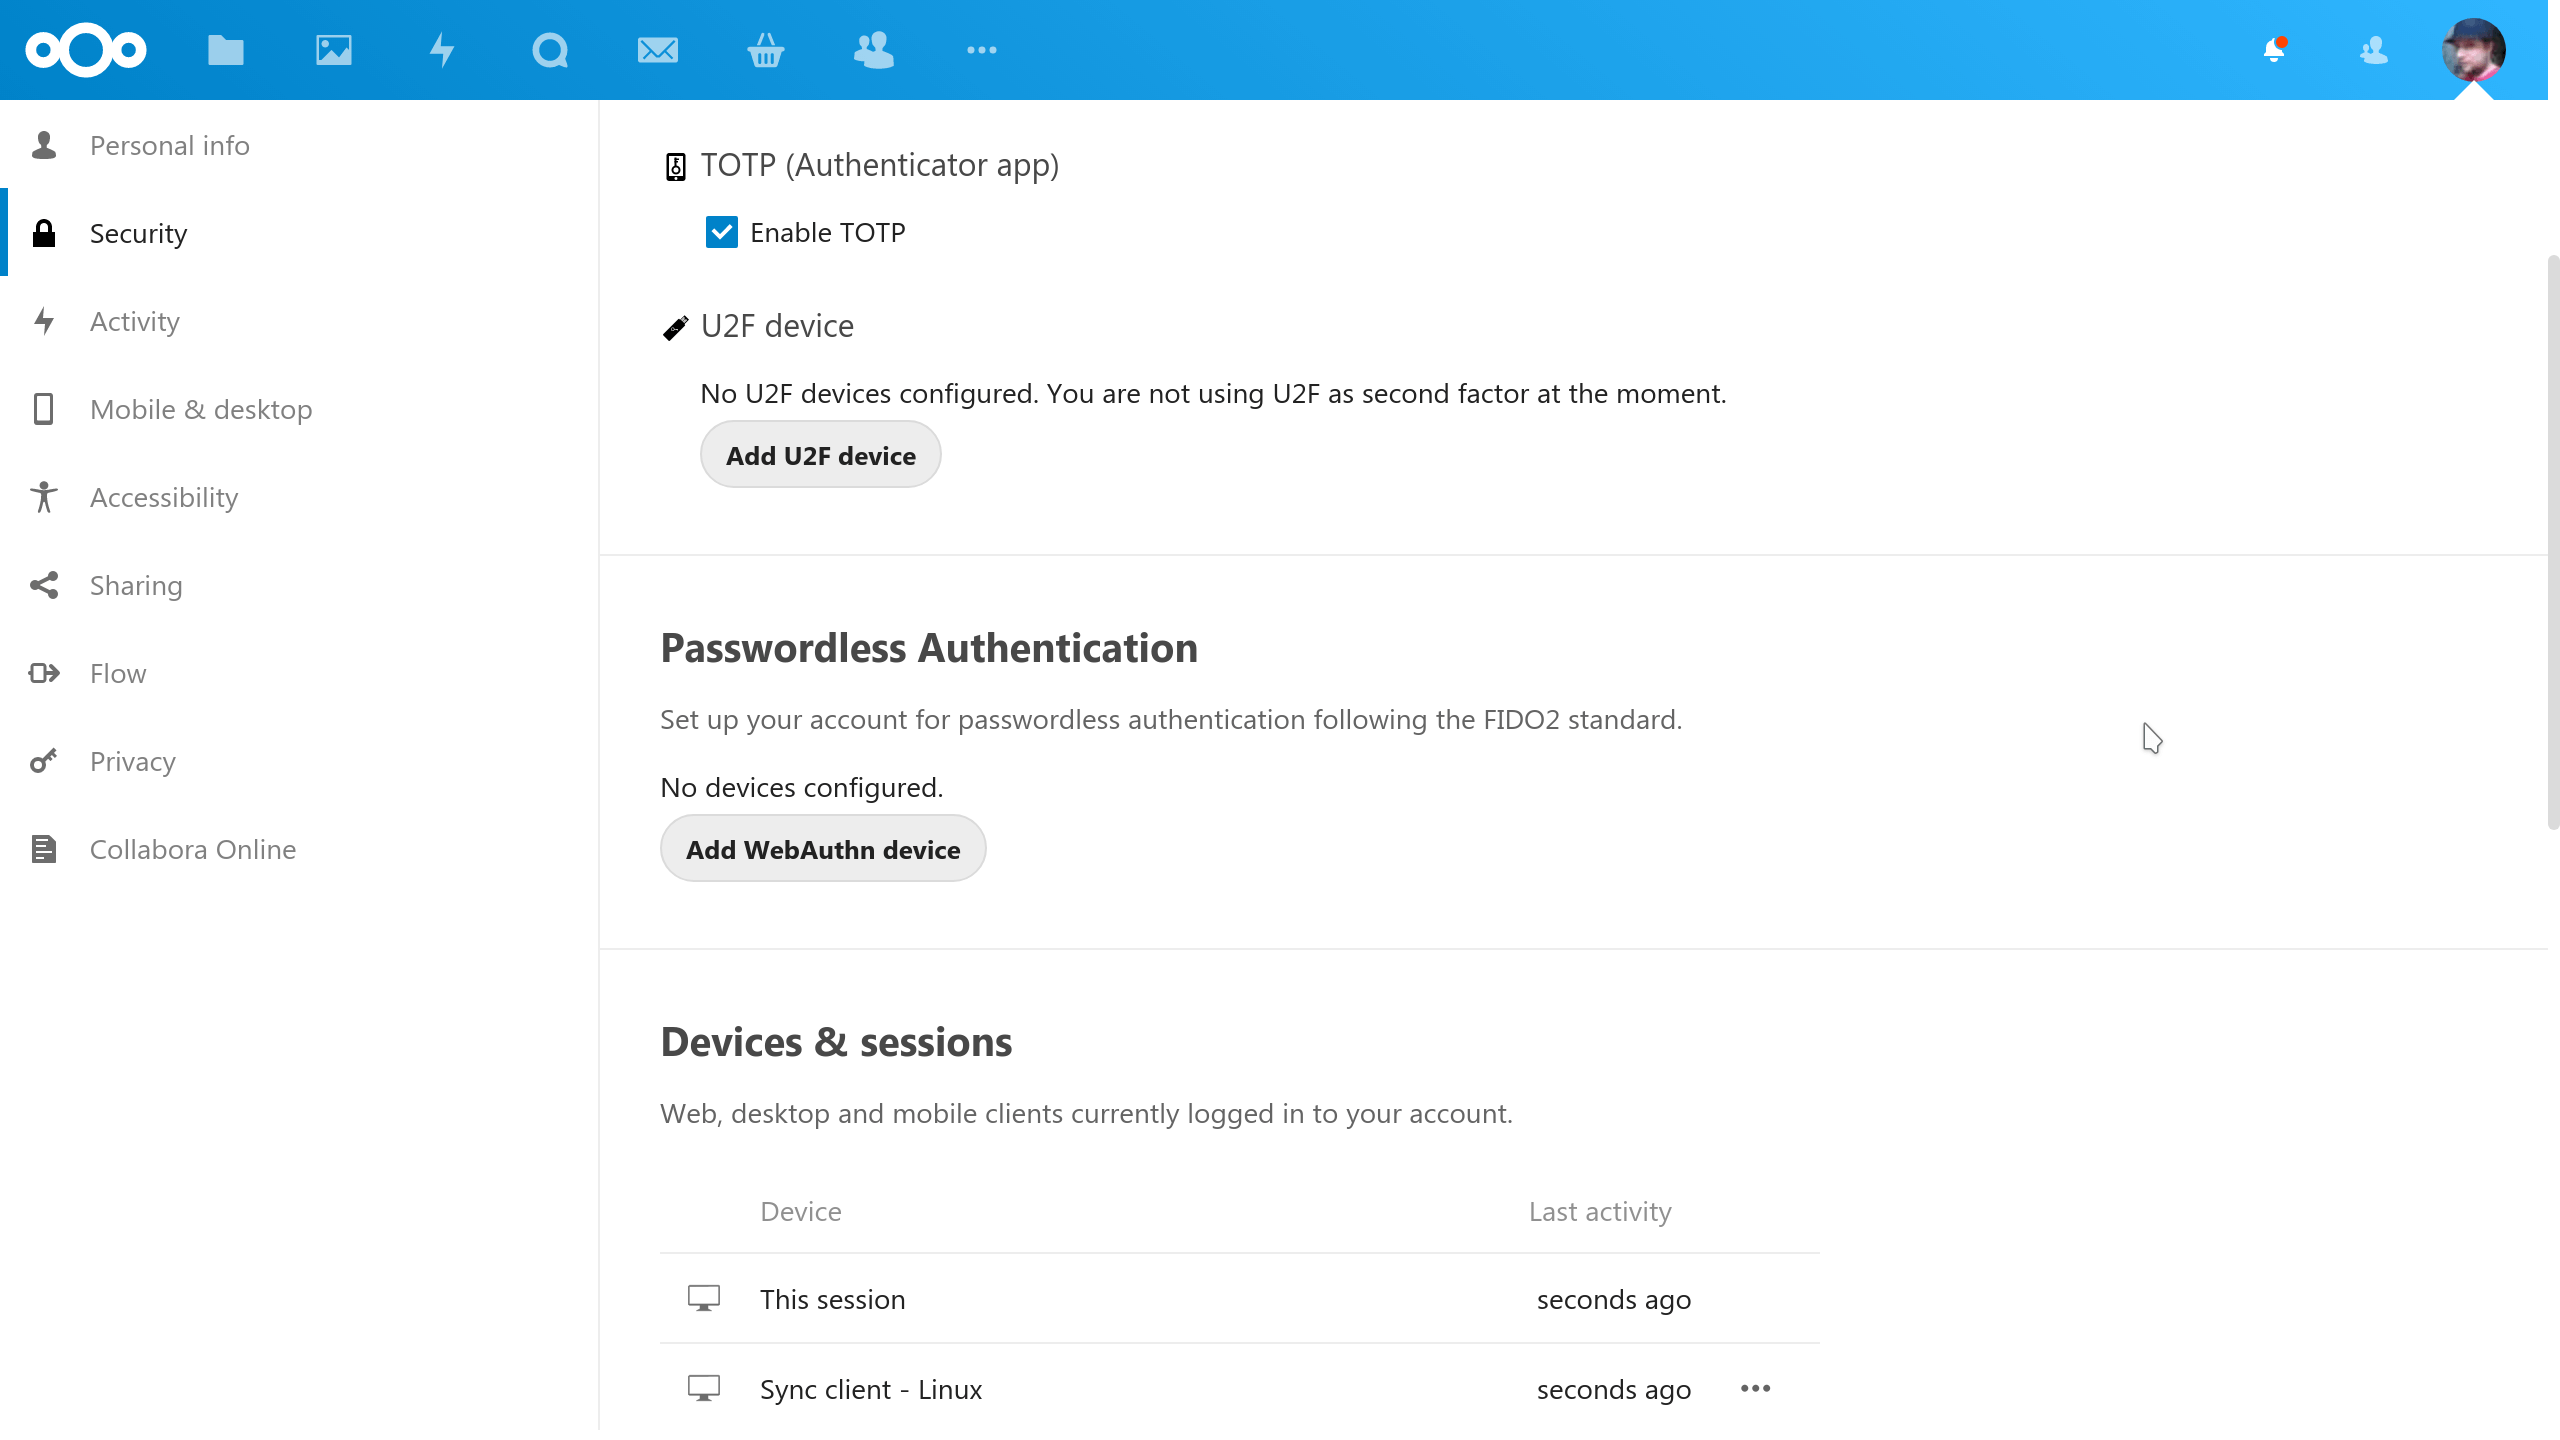 Personal info
Security
Activity
Mobile & desktop
Accessibility
Sharing
Flow
Privacy
Collabora Online
TOTP (Authenticator app)
Enable TOTP
U2F device
No U2F devices configured. You are not using U2F as second factor at the moment.
Add U2F device
Passwordless Authentication
Set up your account for passwordless authentication following the FIDO2 standard.
No devices configured.
Add WebAuthn device
Devices & sessions
Web, desktop and mobile clients currently logged in to your account.
Device Last activity
This session seconds ago
Sync client - Linux seconds ago